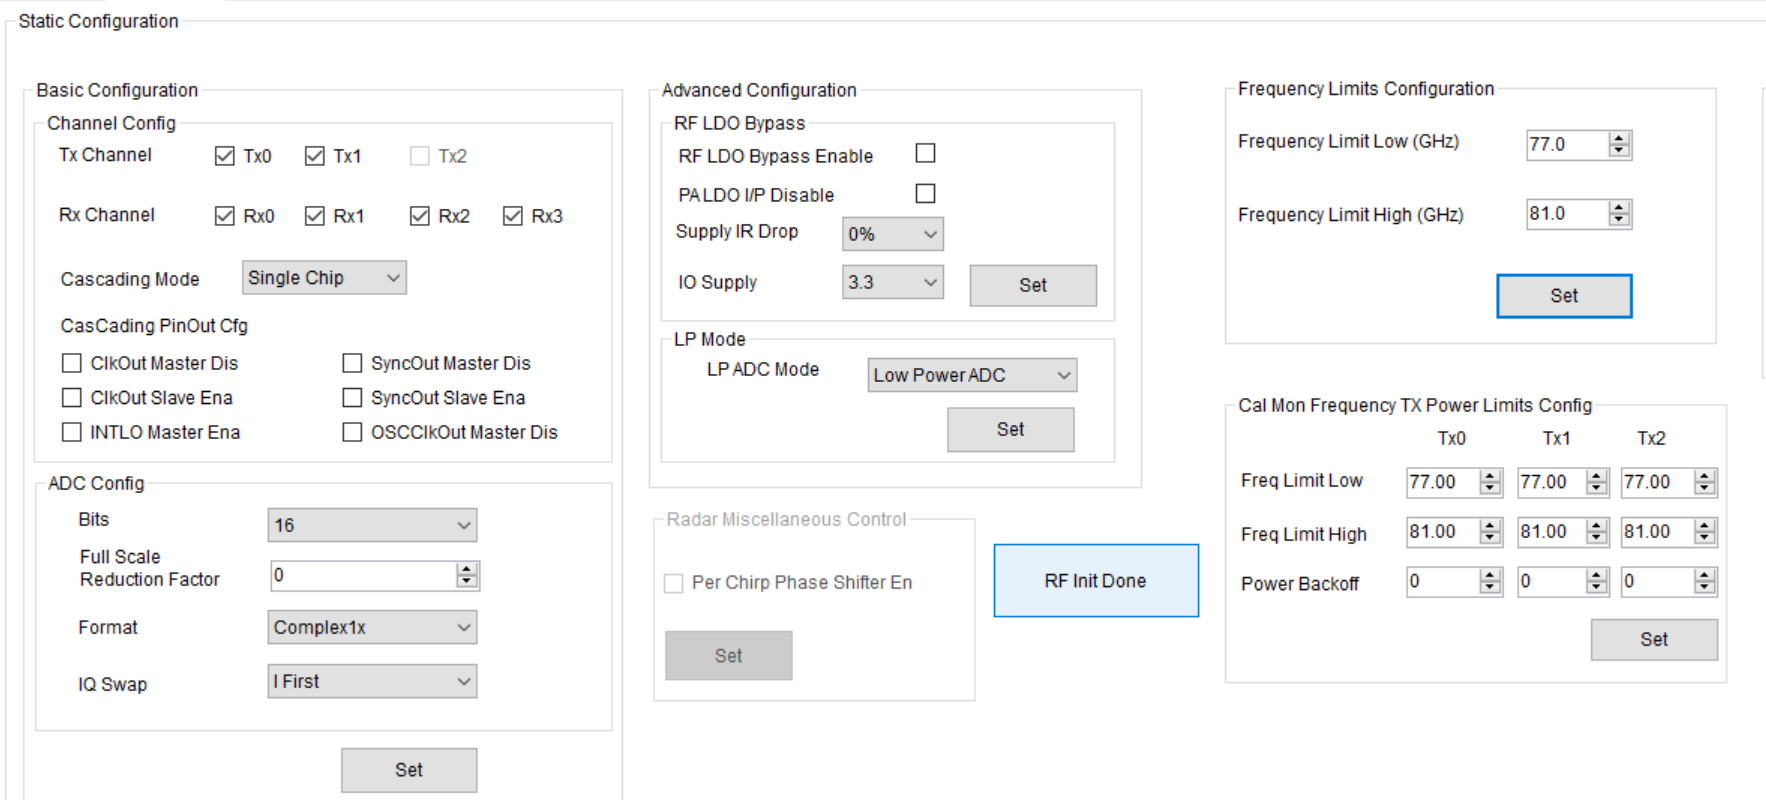 Static Configuration
Basic Configuration
Channel Config
Tx Channel Tx0 Tx1 Tx2
Rx Channel Rx0 Rx1 Rx2 Rx3
Cascading Mode Single Chip
CasCading PinOut Cfg
ClkOut Master Dis SyncOut Master Dis
ClkOut Slave Ena SyncOut Slave Ena
INTLO Master Ena OSCClkOut Master Dis
ADC Config
Bits 16
Full Scale
Reduction Factor 0
Format Complex1x
IQ Swap I First
Set
Advanced Configuration
RF LDO Bypass
RF LDO Bypass Enable
PA LDO I/P Disable
Supply IR Drop 0%
IO Supply 3.3 Set
LP Mode
LP ADC Mode Low Power ADC
Set
Radar Miscellaneous Control
Per Chirp Phase Shifter En
Set
RF Init Done
Frequency Limits Configuration
Frequency Limit Low (GHz) 77.0
Frequency Limit High (GHz) 81.0
Set
Cal Mon Frequency TX Power Limits Config
Tx0 Tx1 Tx2
Freq Limit Low 77.00 77.00 77.00
Freq Limit High 81.00 81.00 81.00
Power Backoff 0 0 0
Set